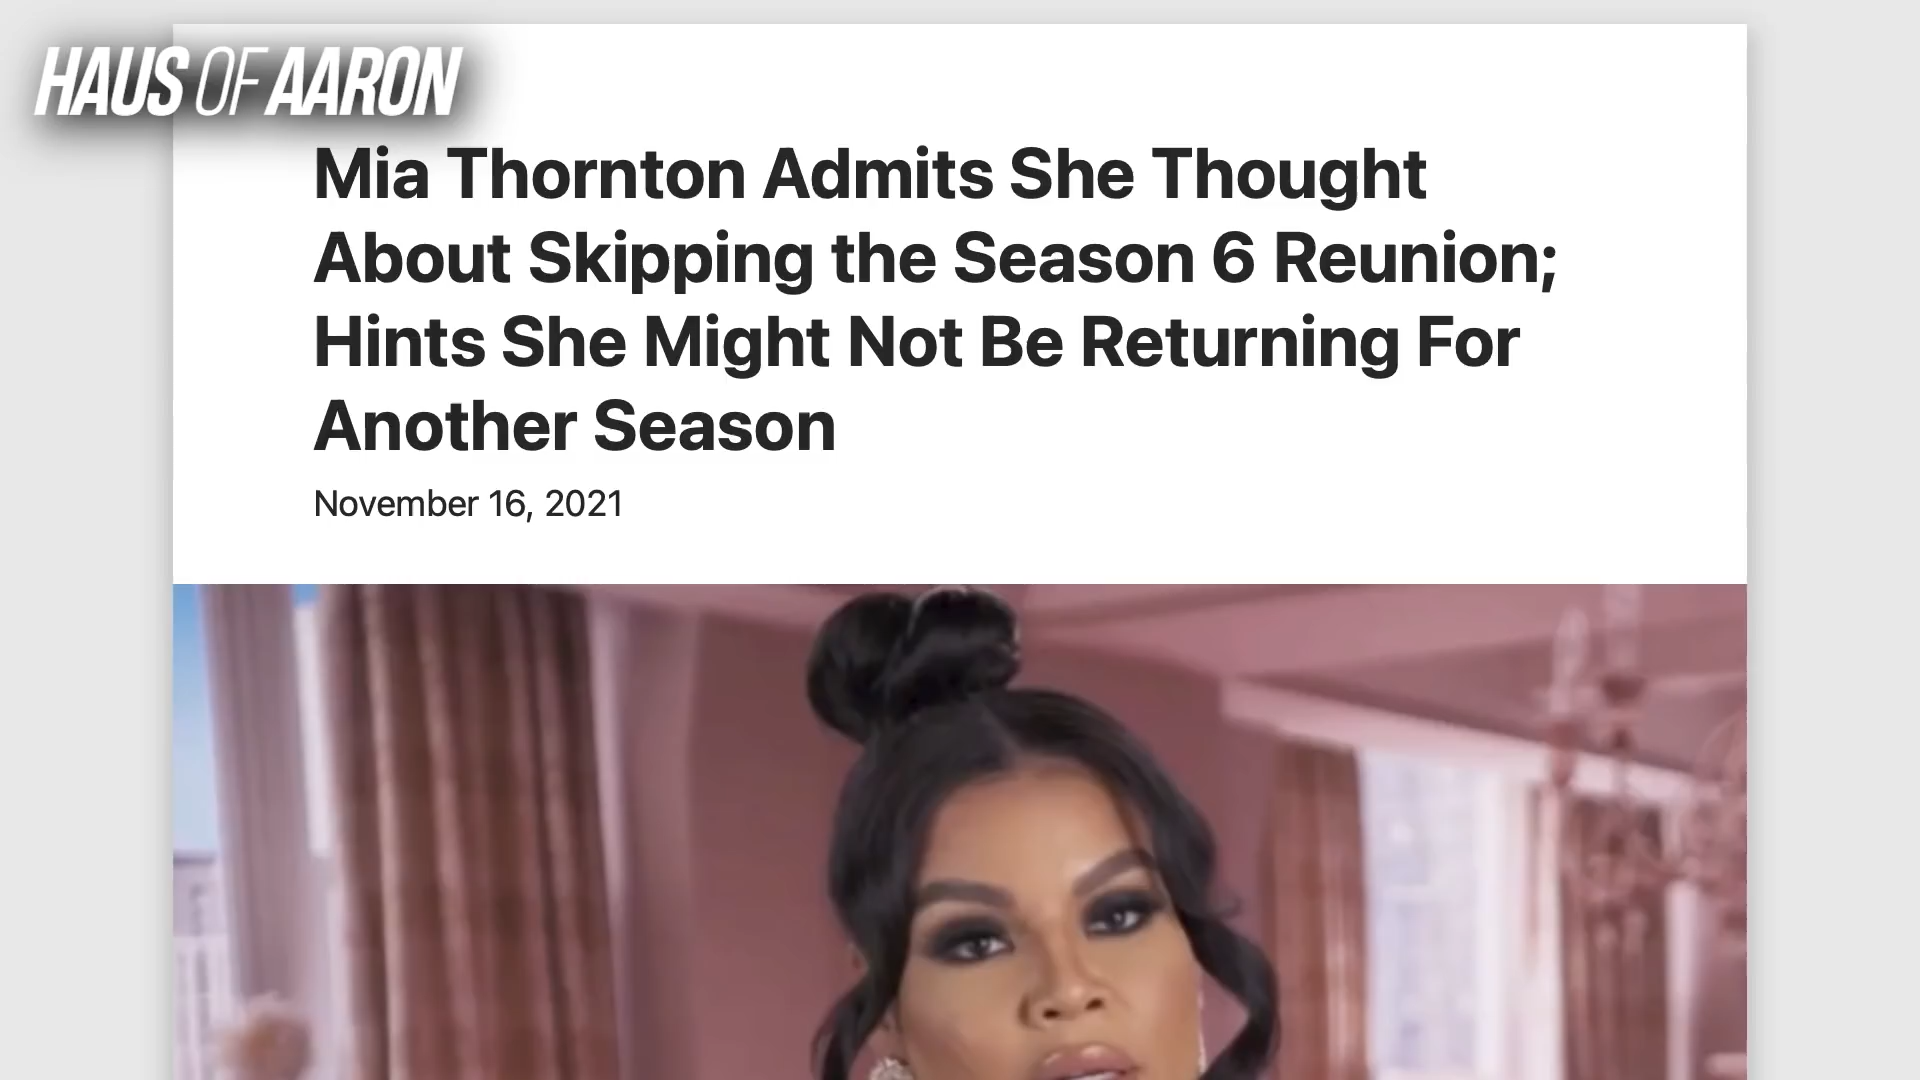 HAUS OF AARON
Mia Thornton Admits She Thought
About Skipping the Season 6 Reunion;
Hints She Might Not Be Returning For
Another Season
November 16, 2021